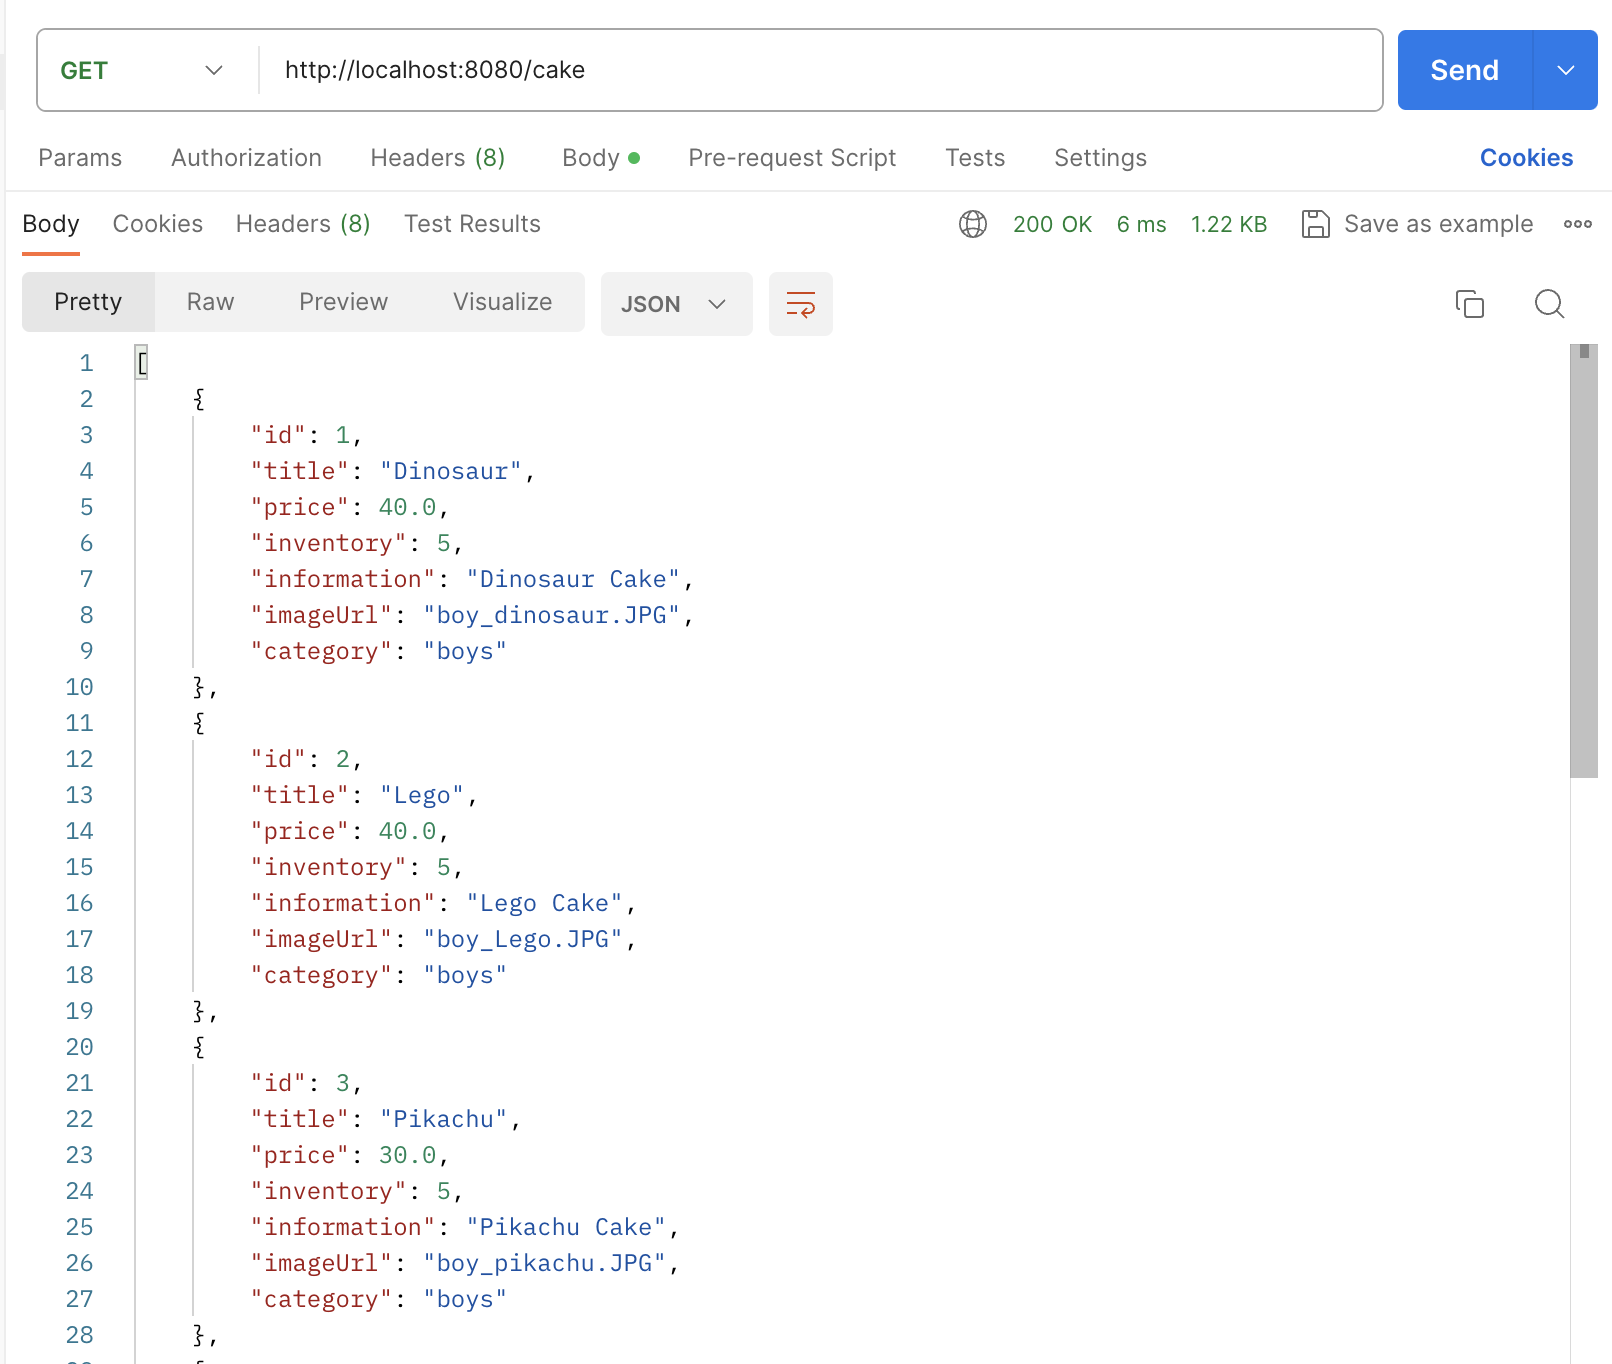 GET http://localhost:8080/cake Send
Params Authorization Headers (8) Body Pre-request Script Tests Settings Cookies
Body Cookies Headers (8) Test Results 200 OK 6 ms 1.22 KB Save as example
Pretty Raw Preview Visualize JSON
1 [
2 {
3 "id": 1,
4 "title": "Dinosaur",
5 "price": 40.0,
6 "inventory": 5,
7 "information": "Dinosaur Cake",
8 "imageUrl": "boy_dinosaur.JPG",
9 "category": "boys"
10 },
11 {
12 "id": 2,
13 "title": "Lego",
14 "price": 40.0,
15 "inventory": 5,
16 "information": "Lego Cake",
17 "imageUrl": "boy_Lego.JPG",
18 "category": "boys"
19 },
20 {
21 "id": 3,
22 "title": "Pikachu",
23 "price": 30.0,
24 "inventory": 5,
25 "information": "Pikachu Cake",
26 "imageUrl": "boy_pikachu.JPG",
27 "category": "boys"
28 },